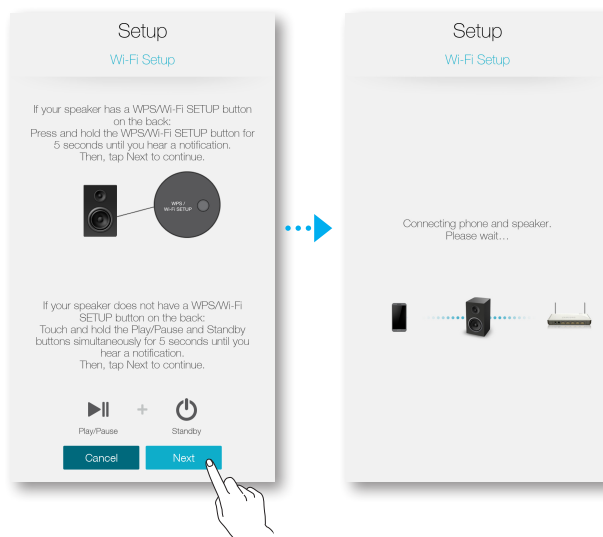 Setup
Wi-Fi Setup
If your speaker has a WPS/Wi-Fi SETUP button
on the back:
Press and hold the WPS/Wi-Fi SETUP button for
5 seconds until you hear a notification.
Then, tap Next to continue.
WPS /
Wi-Fi SETUP
If your speaker does not have a WPS/Wi-Fi
SETUP button on the back:
Touch and hold the Play/Pause and Standby
buttons simultaneously for 5 seconds until you
hear a notification.
Then, tap Next to continue.
+
Play/Pause
Standby
Cancel
Next
Setup
Wi-Fi Setup
Connecting phone and speaker.
Please wait…